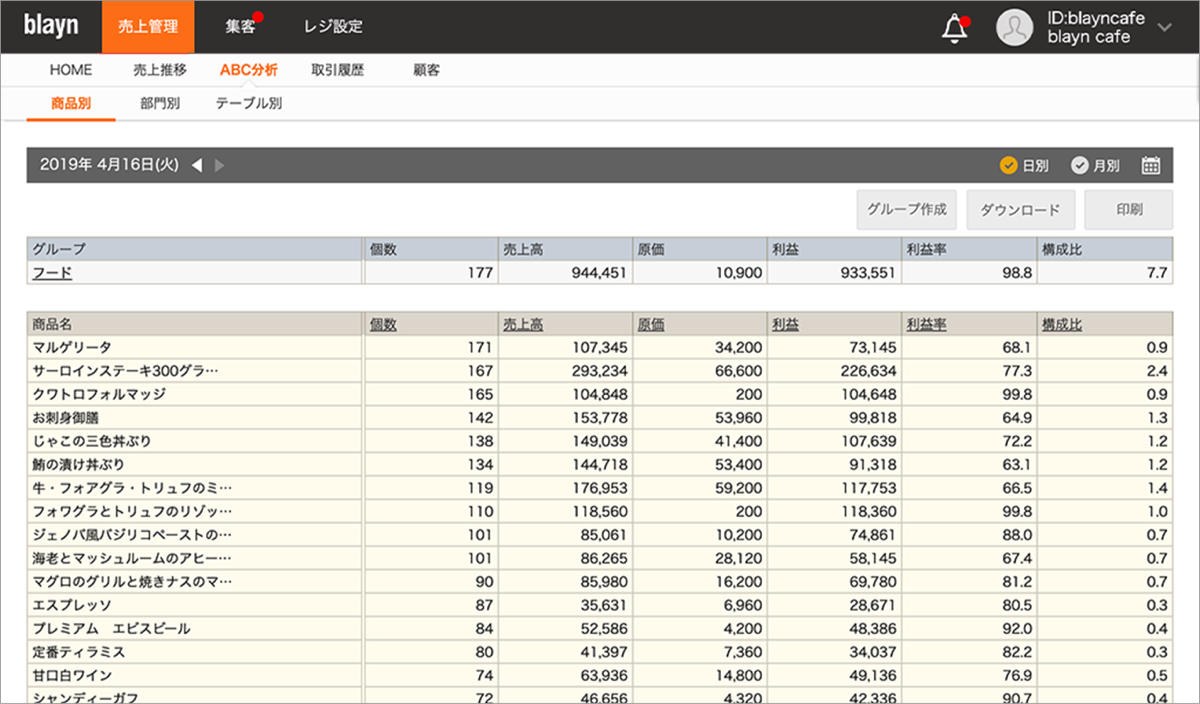 blayn 売上管理 集客 レジ設定 ID:blayncafe
blayn cafe
HOME 売上推移 ABC分析 取引履歴 顧客
商品別 部門別 テーブル別
2019年 4月16日(火) 日別 月別
グループ作成 ダウンロード 印刷
グループ 個数 売上高 原価 利益 利益率 構成比
フード 177 944,451 10,900 933,551 98.8 7.7
商品名 個数 売上高 原価 利益 利益率 構成比
マルゲリータ 171 107,345 34,200 73,145 68.1 0.9
サーロインステーキ300グラ… 167 293,234 66,600 226,634 77.3 2.4
クワトロフォルマッジ 165 104,848 200 104,648 99.8 0.9
お刺身御膳 142 153,778 53,960 99,818 64.9 1.3
じゃこの三色丼ぶり 138 149,039 41,400 107,639 72.2 1.2
鮪の漬け丼ぶり 134 144,718 53,400 91,318 63.1 1.2
牛・フォアグラ・トリュフのミ… 119 176,953 59,200 117,753 66.5 1.4
フォワグラとトリュフのリゾッ… 110 118,560 200 118,360 99.8 1.0
ジェノバ風バジリコペーストの… 101 85,061 10,200 74,861 88.0 0.7
海老とマッシュルームのアヒー… 101 86,265 28,120 58,145 67.4 0.7
マグロのグリルと焼きナスのマ… 90 85,980 16,200 69,780 81.2 0.7
エスプレッソ 87 35,631 6,960 28,671 80.5 0.3
プレミアム　エビスビール 84 52,586 4,200 48,386 92.0 0.4
定番ティラミス 80 41,397 7,360 34,037 82.2 0.3
甘口白ワイン 74 63,936 14,800 49,136 76.9 0.5
シャンディーガフ 72 46,656 4,320 42,336 90.7 0.4